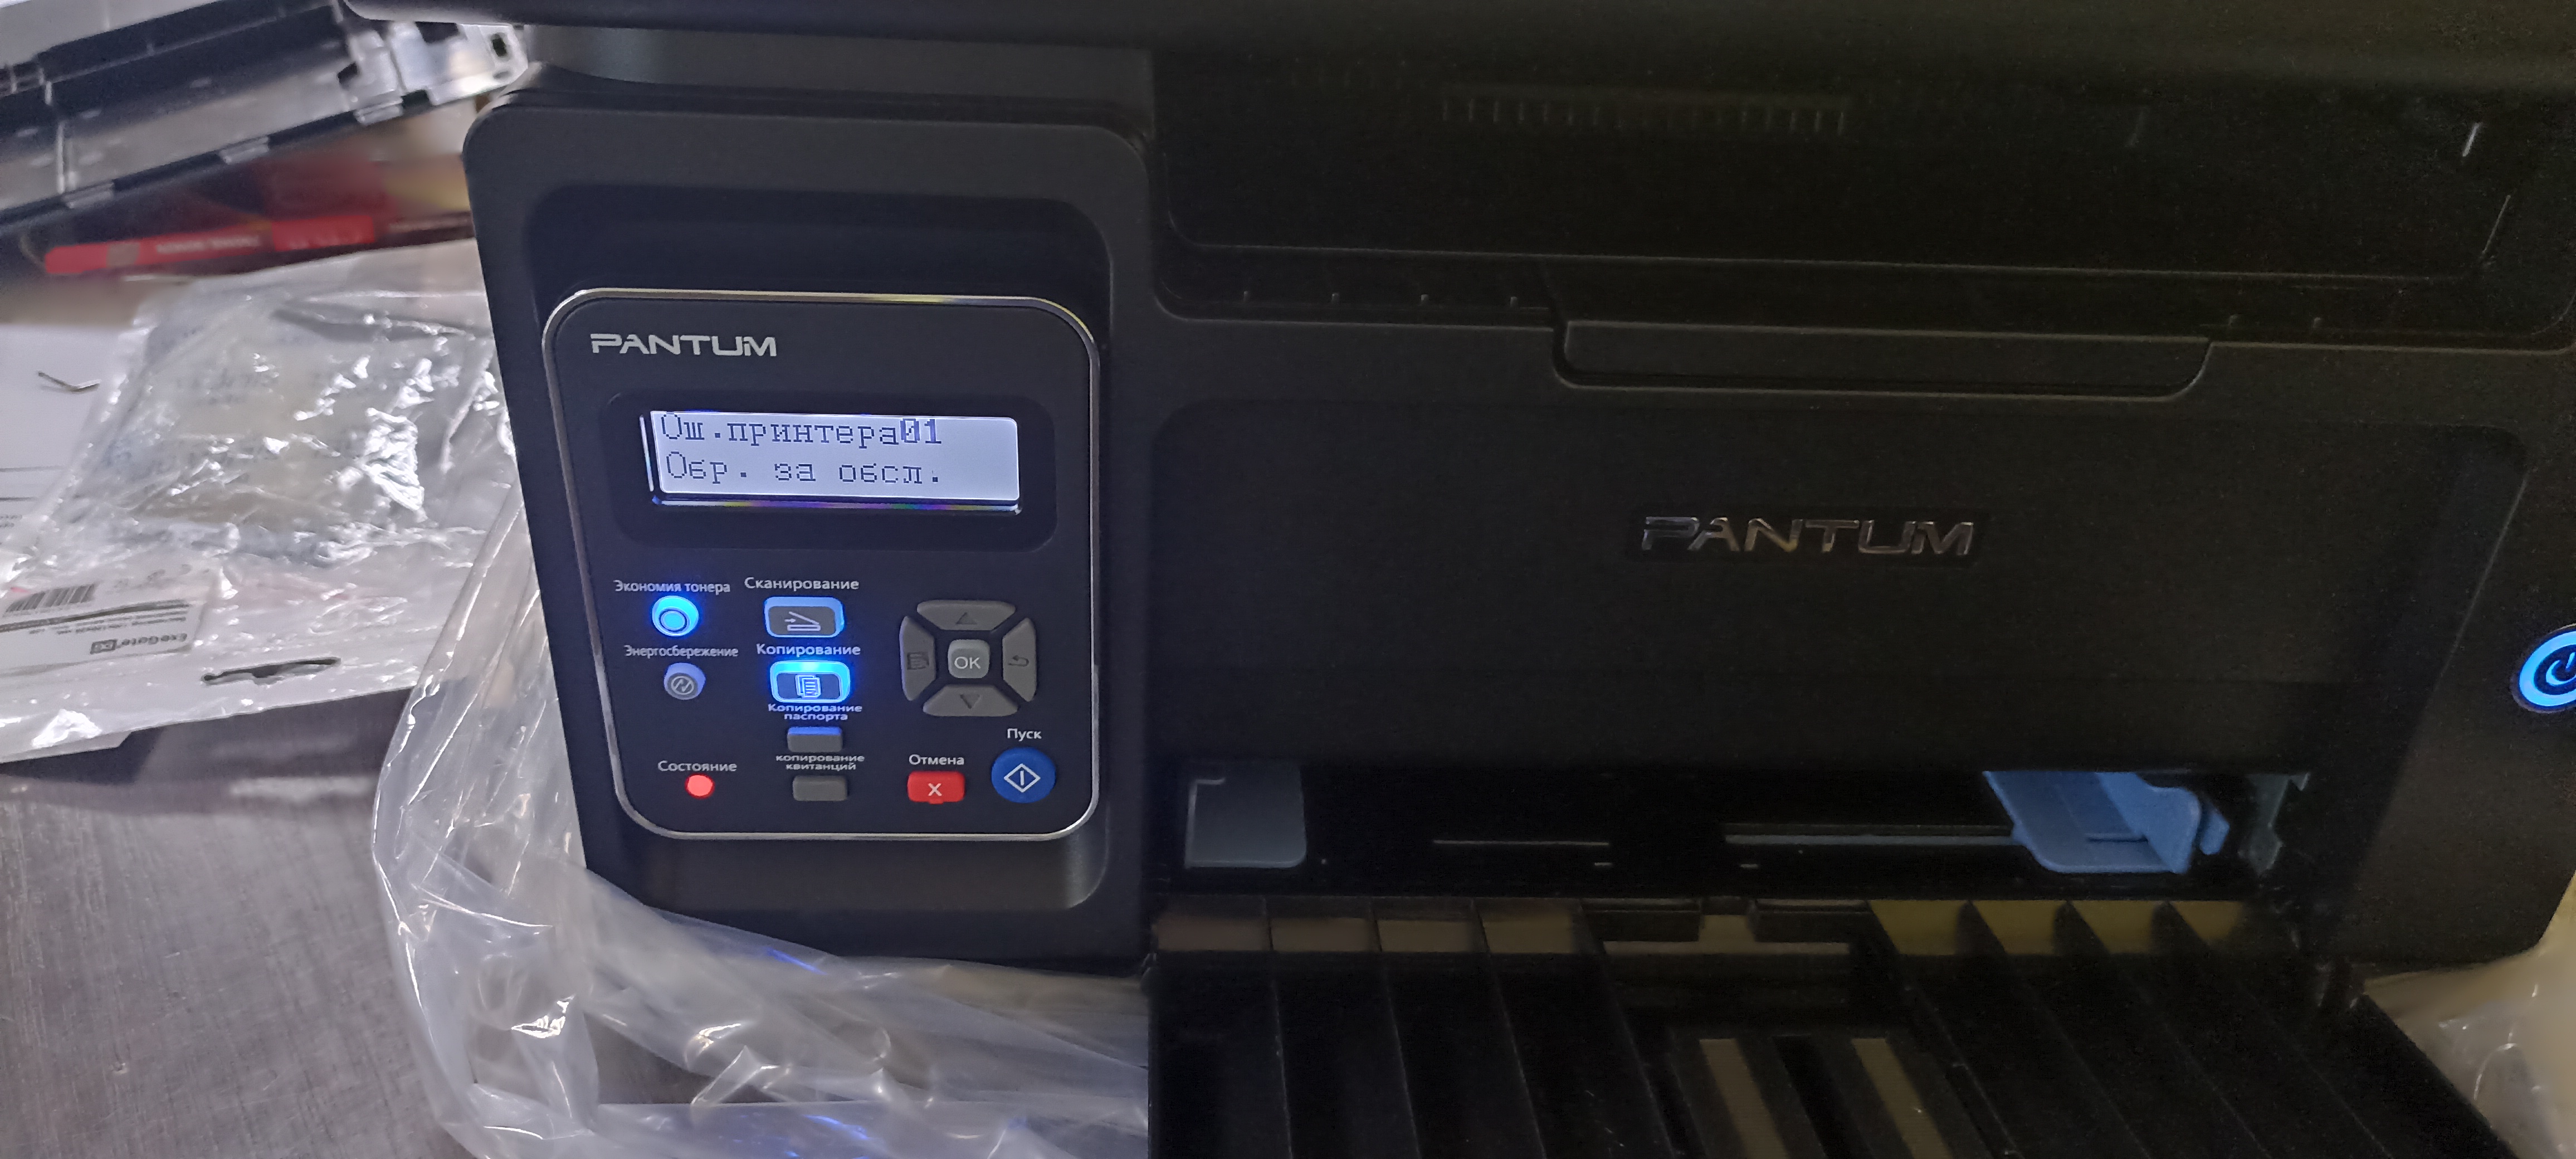 PANTUM
Ош.принтера01
Обр. за обсл.
Экономия тонера
Сканирование
Энергосбережение
Копирование
OK
Копирование
паспорта
Пуск
Состояние
копирование
квитанций
Отмена
X
PANTUM
ExeGate